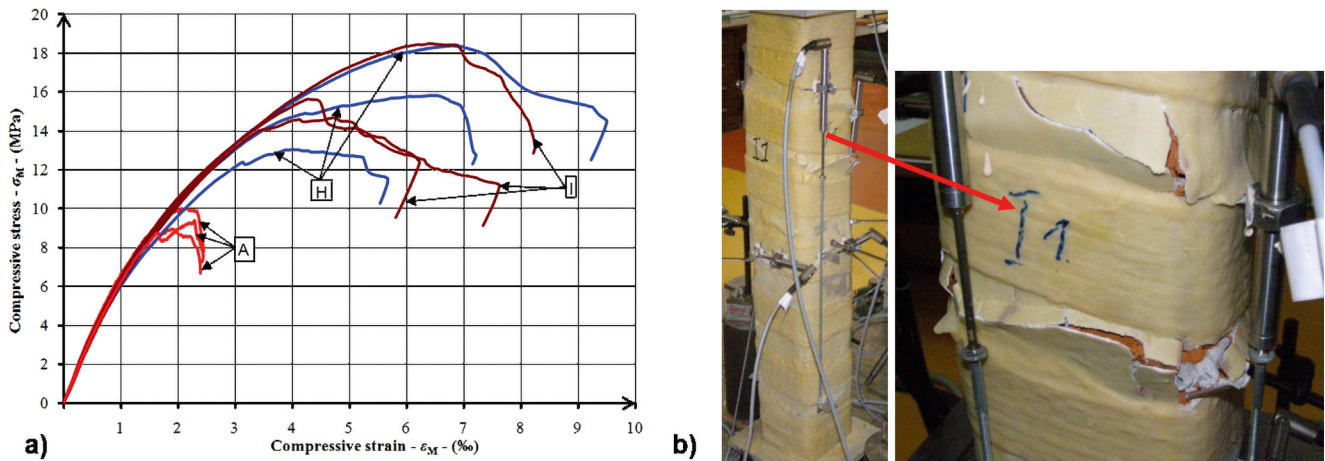 20
18
16
14
12
10
8
6
4
2
0
Compressive stress - σM - (MPa)
H
I
A
1 2 3 4 5 6 7 8 9 10
Compressive strain - εM - (‰)
a)
I1
b)
I1